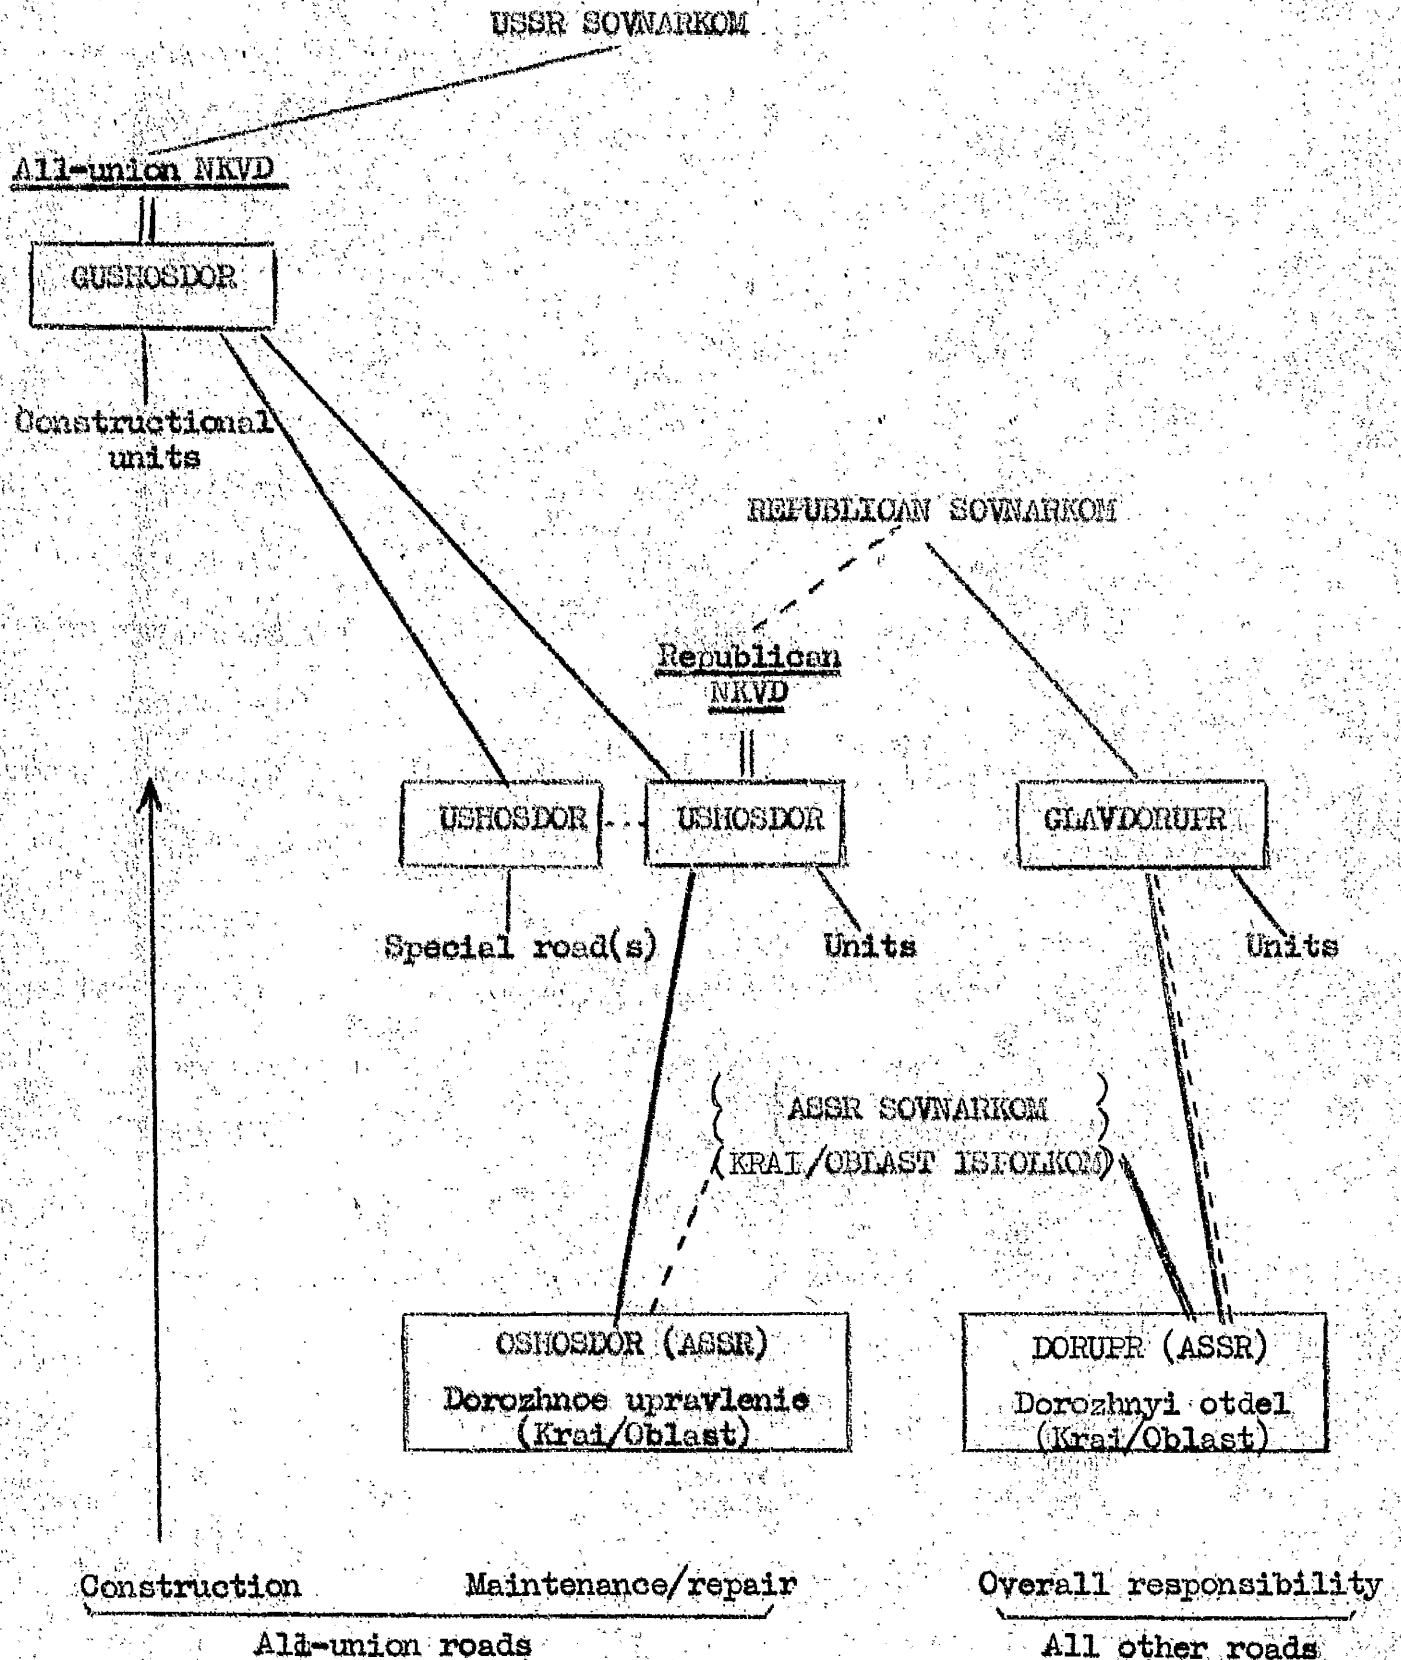 USSR SOVNARKOM
All-union NKVD
GUSHOSDOR
Constructional
units
REPUBLICAN SOVNARKOM
Republican
NKVD
USHOSDOR
USHOSDOR
GLAVDORUPR
Special road(s)
Units
Units
ASSR SOVNARKOM
(KRAI/OBLAST ISPOLKOM)
OSHOSDOR (ASSR)
Dorozhnoe upravlenie
(Krai/Oblast)
DORUPR (ASSR)
Dorozhnyi otdel
(Krai/Oblast)
Construction
Maintenance/repair
Overall responsibility
All-union roads
All other roads